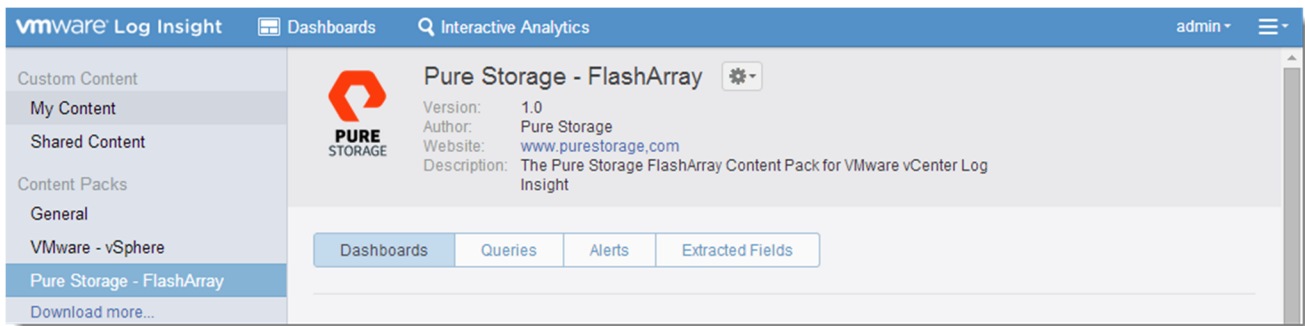 vmware Log Insight Dashboards Interactive Analytics admin
Custom Content
My Content
Shared Content
Content Packs
General
VMware - vSphere
Pure Storage - FlashArray
Download more...
PURE
STORAGE
Pure Storage - FlashArray
Version: 1.0
Author: Pure Storage
Website: www.purestorage,com
Description: The Pure Storage FlashArray Content Pack for VMware vCenter Log
Insight
Dashboards Queries Alerts Extracted Fields